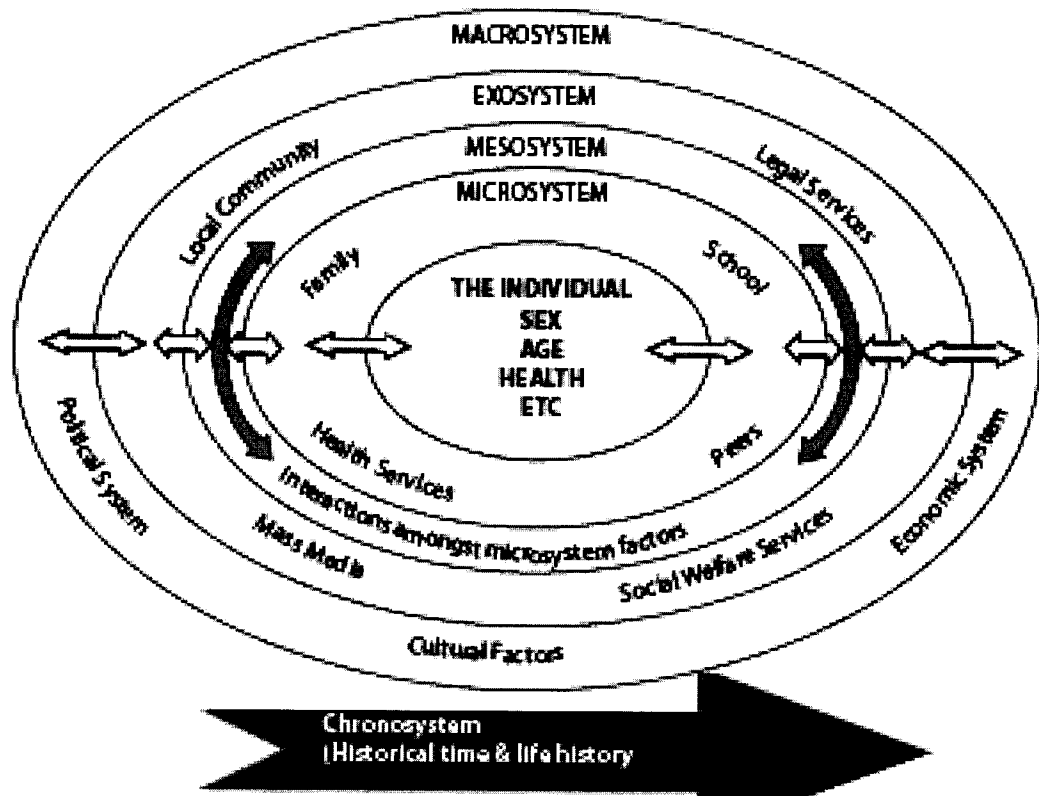 MACROSYSTEM
EXOSYSTEM
MESOSYSTEM
MICROSYSTEM
Local Community
Legal Services
Family
School
THE INDIVIDUAL
SEX
AGE
HEALTH
ETC
Health Services
Peers
Interactions amongst microsystem factors
Political System
Economic System
Mass Media
Social Welfare Services
Cultural Factors
Chronosystem
(Historical time & life history